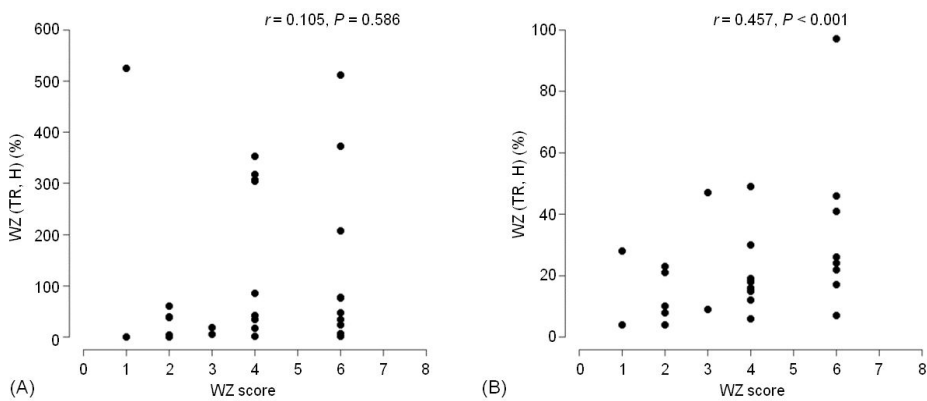 r = 0.105, P = 0.586
600
500
400
300
200
100
0
WZ (TR, H) (%)
0 1 2 3 4 5 6 7 8
WZ score
(A)
r = 0.457, P < 0.001
100
80
60
40
20
0
WZ (TR, H) (%)
0 1 2 3 4 5 6 7 8
WZ score
(B)